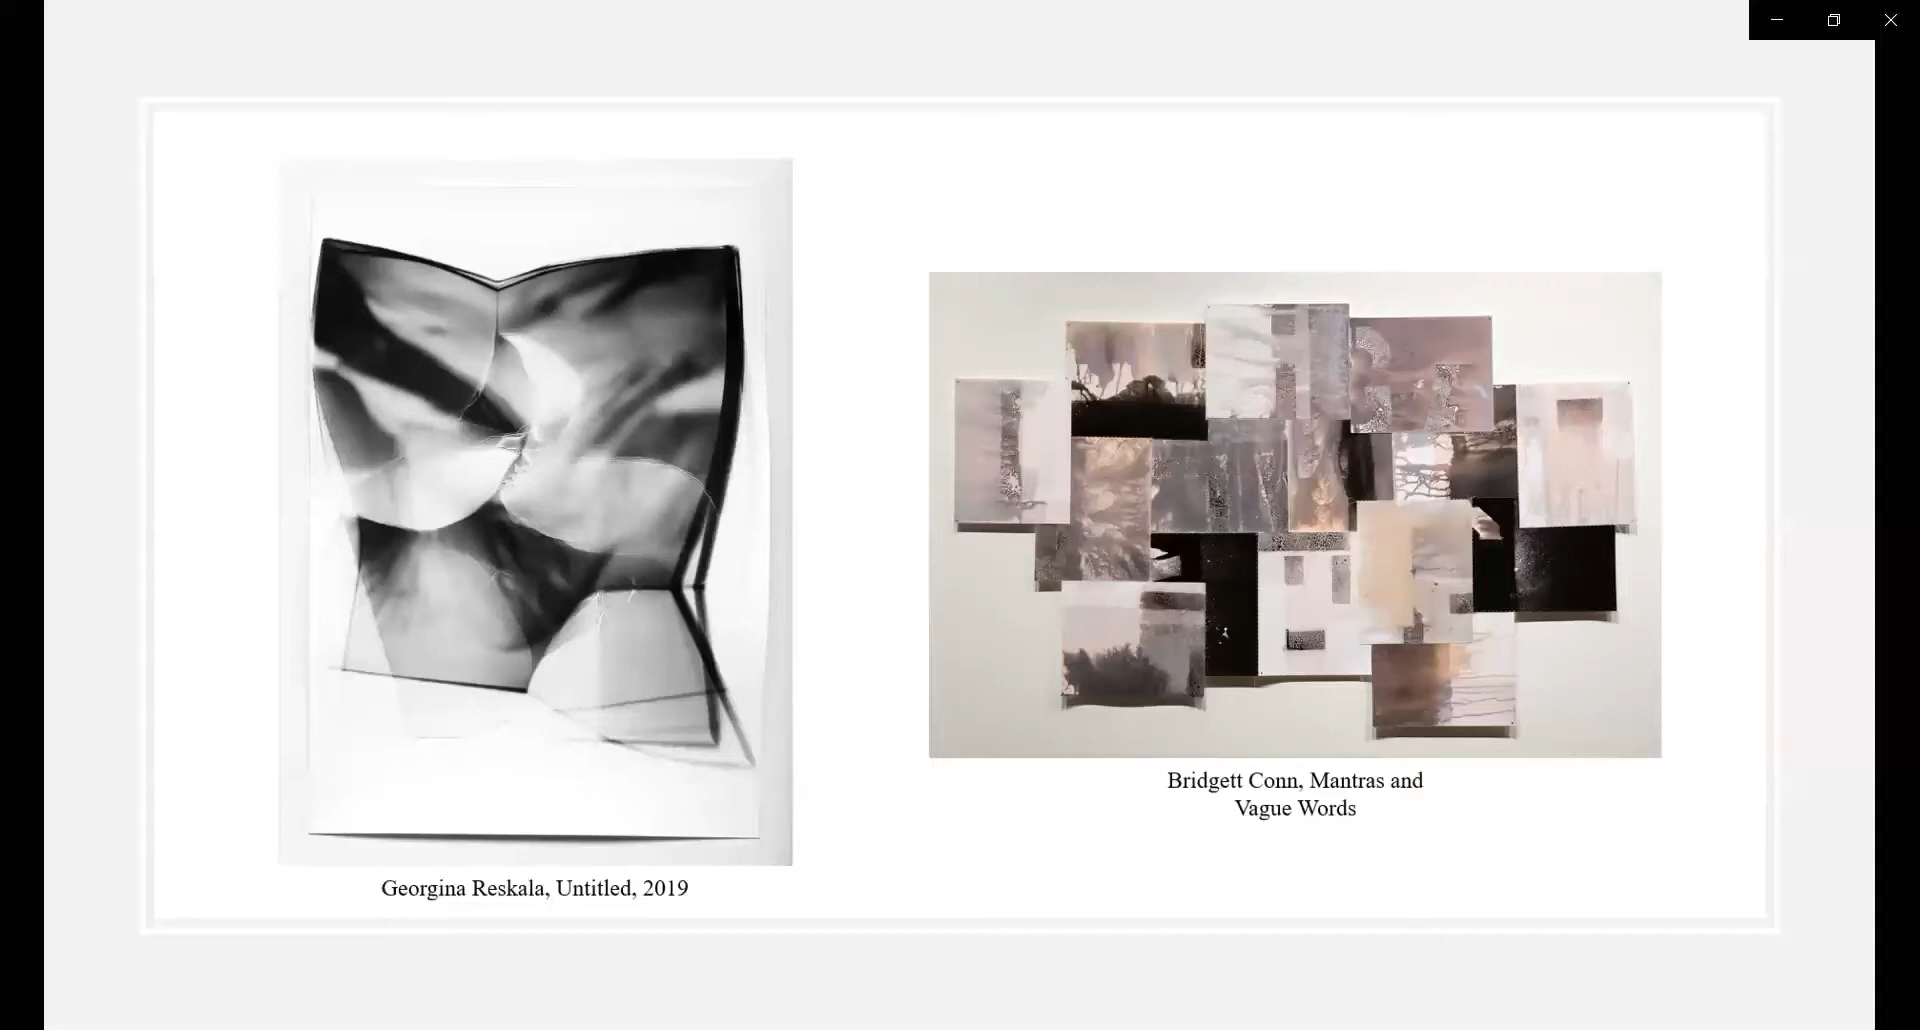 Bridgett Conn, Mantras and
Vague Words
Georgina Reskala, Untitled, 2019